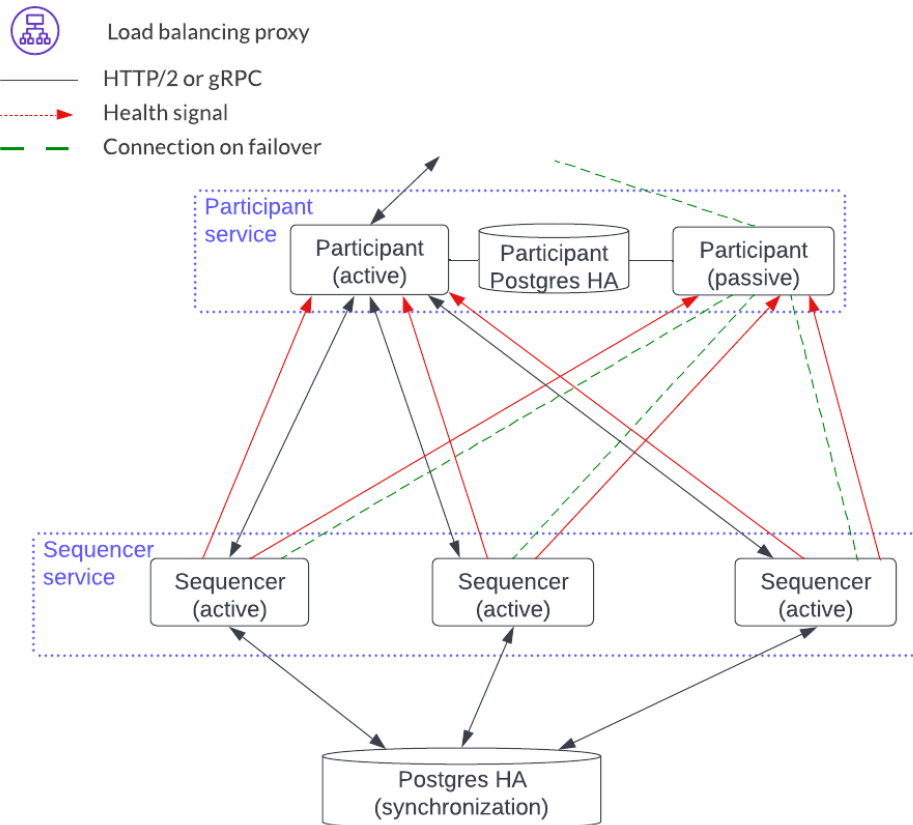 Load balancing proxy
HTTP/2 or gRPC
Health signal
Connection on failover
Participant
service
Participant
(active)
Participant
Postgres HA
Participant
(passive)
Sequencer
service
Sequencer
(active)
Sequencer
(active)
Sequencer
(active)
Postgres HA
(synchronization)